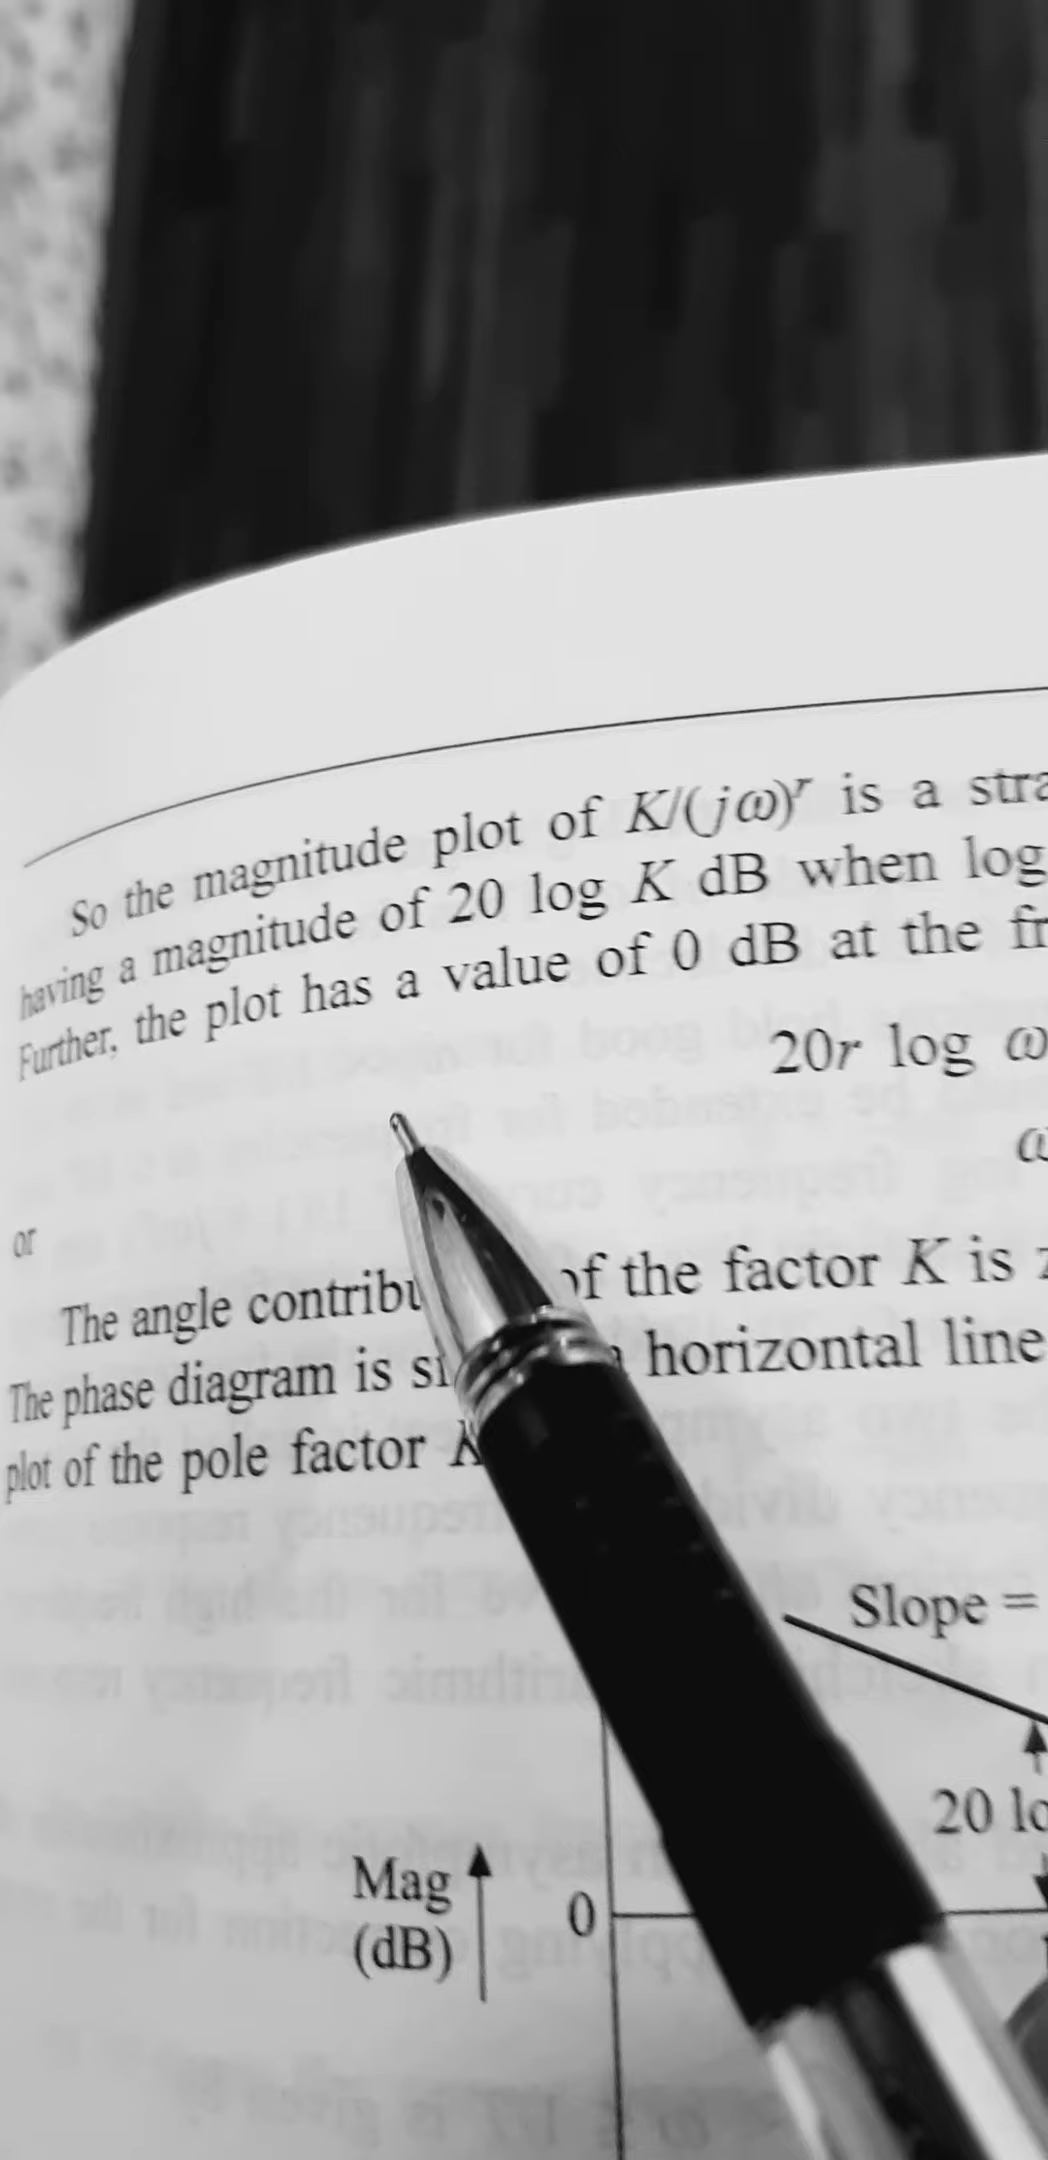 So the magnitude plot of K/(jω)^r is a stra
having a magnitude of 20 log K dB when log
Further, the plot has a value of 0 dB at the fr
20r log ω
ω
or
The angle contribu of the factor K is z
The phase diagram is si a horizontal line
plot of the pole factor K
Slope =
20 lo
Mag
(dB)
0